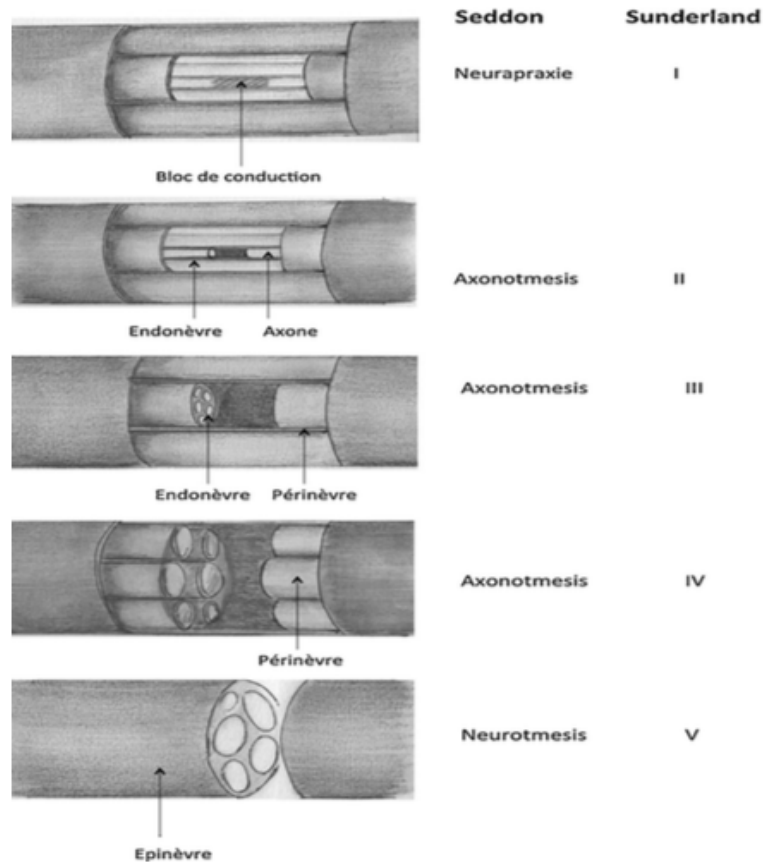 Seddon Sunderland
Neurapraxie I
Bloc de conduction
Axonotmesis II
Endonèvre Axone
Axonotmesis III
Endonèvre Périnèvre
Axonotmesis IV
Périnèvre
Neurotmesis V
Epinèvre